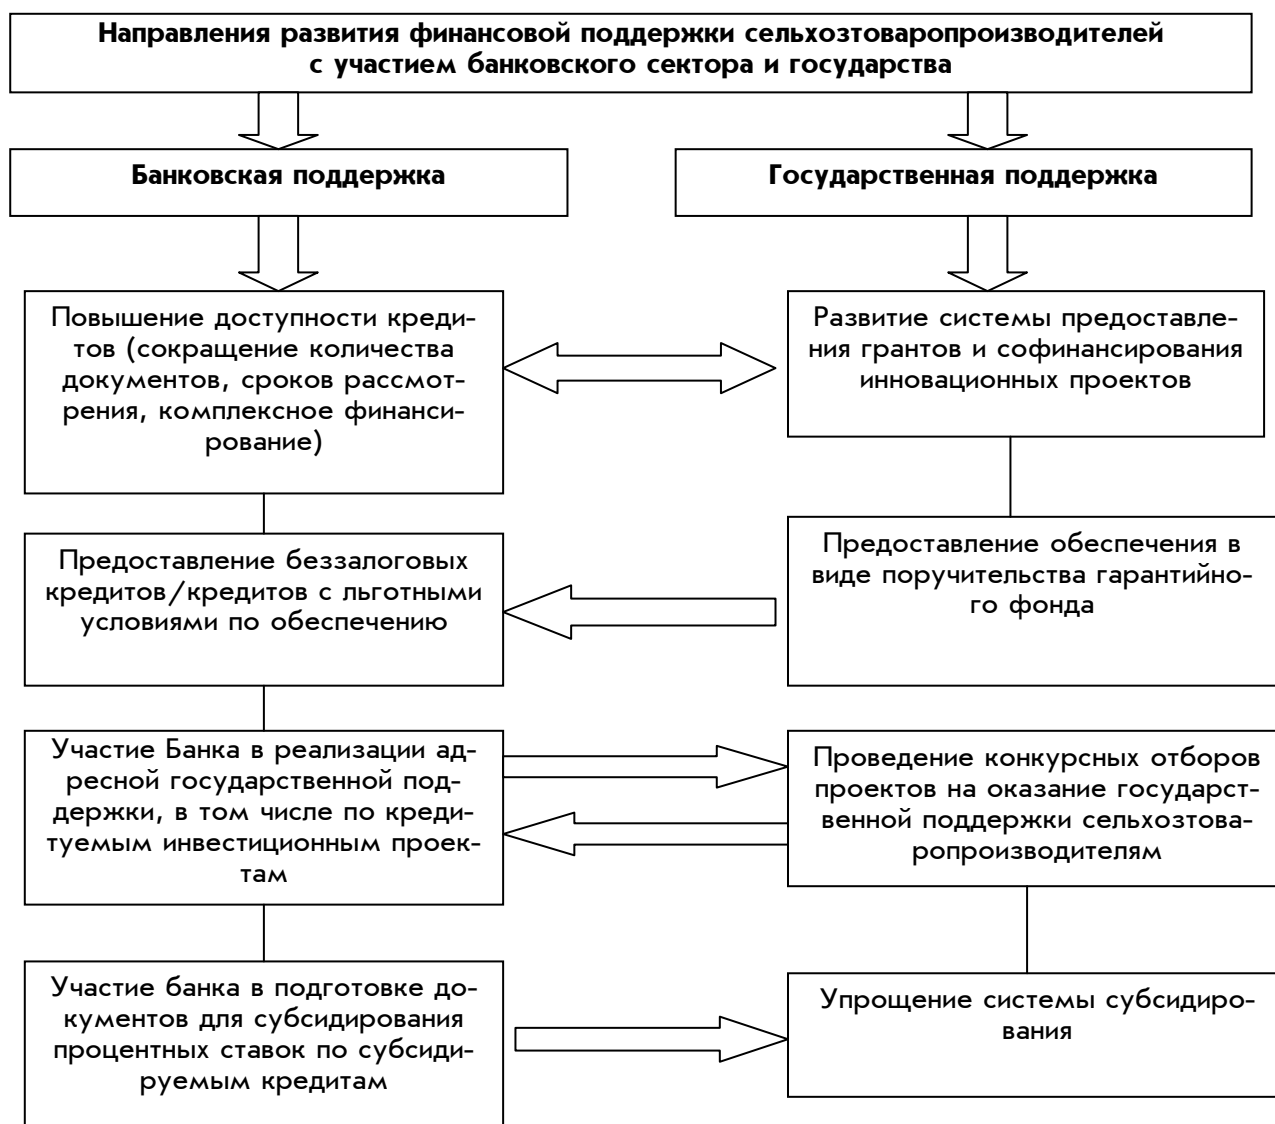 Направления развития финансовой поддержки сельхозтоваропроизводителей
с участием банковского сектора и государства
Банковская поддержка
Государственная поддержка
Повышение доступности креди-
тов (сокращение количества
документов, сроков рассмот-
рения, комплексное финанси-
рование)
Развитие системы предоставле-
ния грантов и софинансирования
инновационных проектов
Предоставление беззалоговых
кредитов/кредитов с льготными
условиями по обеспечению
Предоставление обеспечения в
виде поручительства гарантийно-
го фонда
Участие Банка в реализации ад-
ресной государственной под-
держки, в том числе по креди-
туемым инвестиционным проек-
там
Проведение конкурсных отборов
проектов на оказание государст-
венной поддержки сельхозтова-
ропроизводителям
Участие банка в подготовке до-
кументов для субсидирования
процентных ставок по субсиди-
руемым кредитам
Упрощение системы субсидиро-
вания